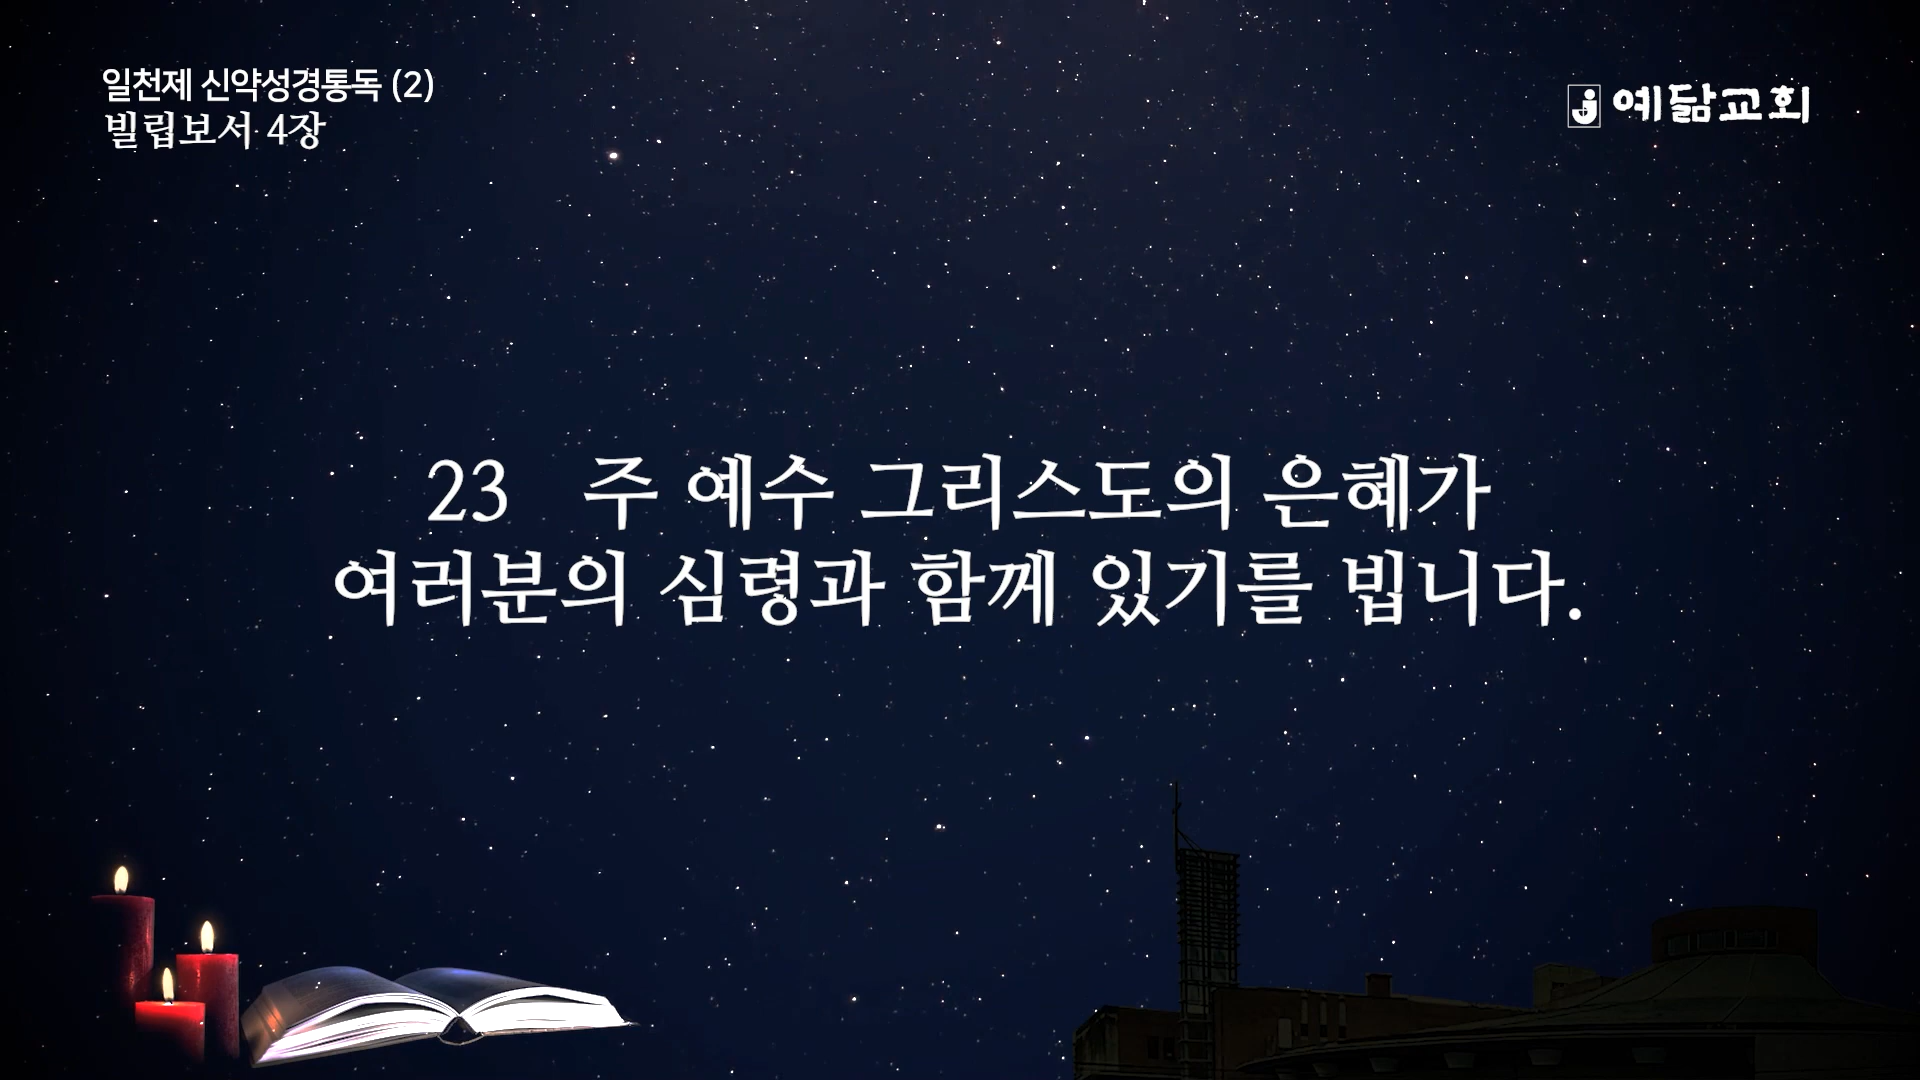 일천제 신약성경통독 (2)
빌립보서 4장
예닮교회
23 주 예수 그리스도의 은혜가
여러분의 심령과 함께 있기를 빕니다.